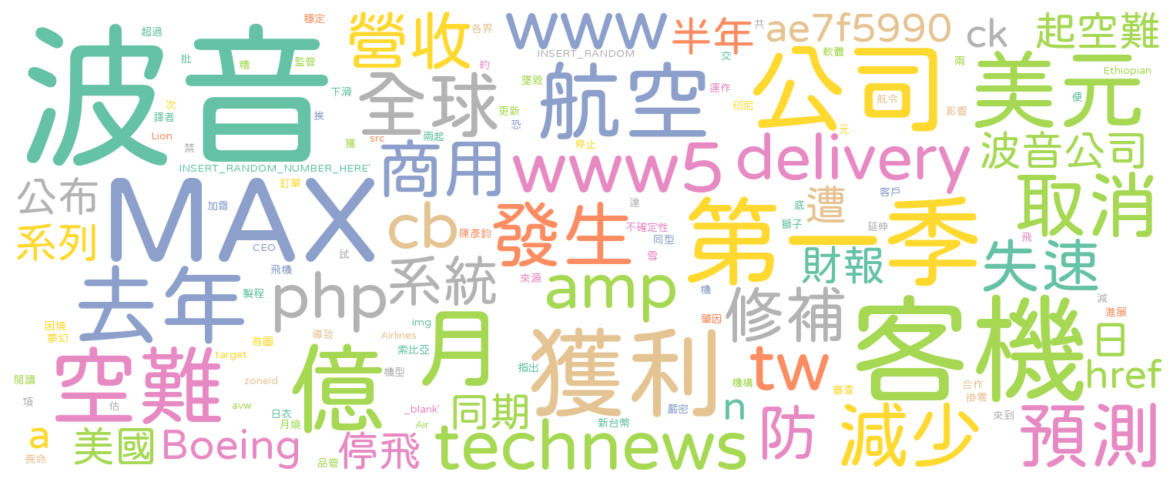 波音
MAX
客機
第一季
公司
獲利
航空
美元
億
月
空難
去年
取消
全球
營收
商用
www
www5
delivery
technews
發生
系統
修補
減少
預測
失速
財報
防
tw
amp
php
cb
ae7f5990
ck
半年
起空難
波音公司
公布
系列
美國
Boeing
停飛
同期
n
a
日
href
遭
超過
穩定
批
糟
監管
各界
約
下滑
次
譯者
Lion
禁
挨
獲
src
兩起
更新
恐
墜毀
INSERT_RANDOM
INSERT_RANDOM_NUMBER_HERE'
停止
運作
交
共
印尼
元
軟體
航令
影響
兩
便
Ethiopian
訂單
加霜
CEO
試
飛機
製程
陳彥鈞
來源
不確定性
同型
雪
達
機
底
獅子
客戶
延伸
飛
減
進展
肇因
困境
夢幻
首圖
導致
Airlines
img
索比亞
target
zoneid
機型
閱讀
項
估
avw
日衣
月燒
_blank'
Air
指出
新台幣
嚴密
機構
審查
合作
掛零
來到
喪命
品管